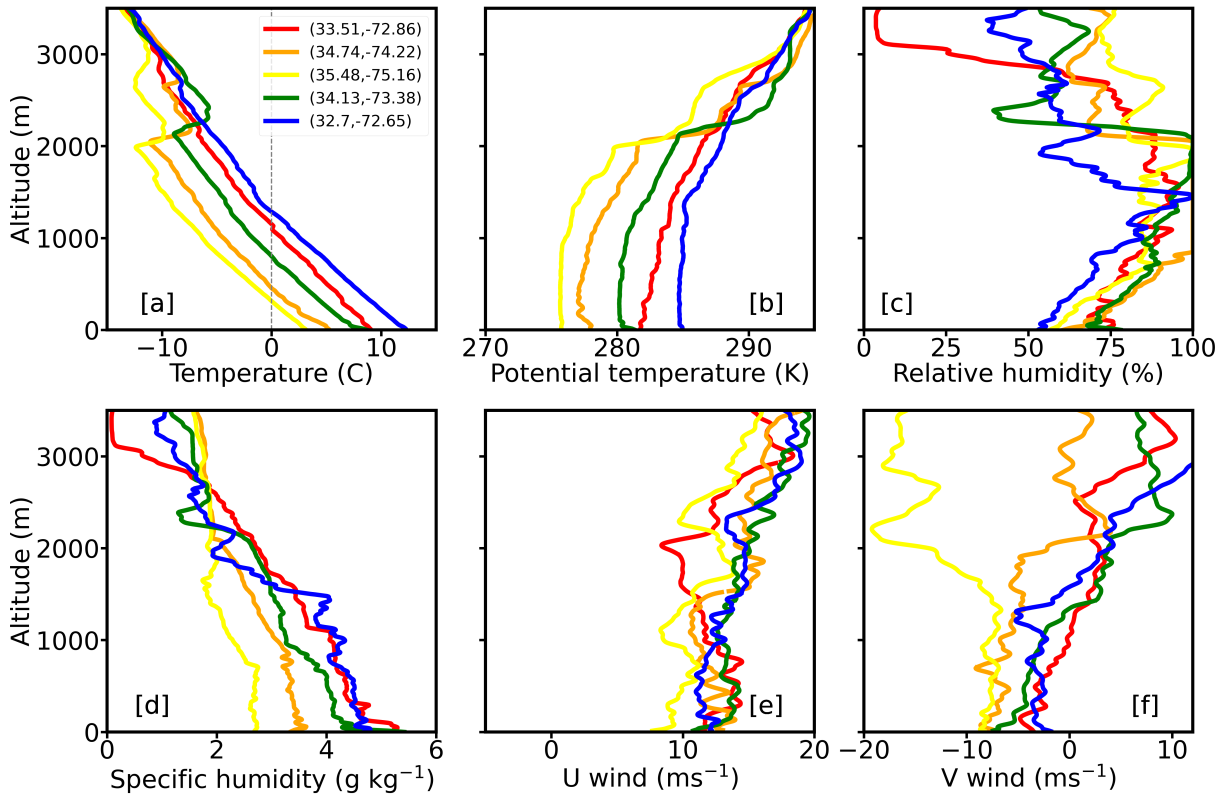 3000
2000
1000
0
Altitude (m)
(33.51,-72.86)
(34.74,-74.22)
(35.48,-75.16)
(34.13,-73.38)
(32.7,-72.65)
[a]
−10
0
10
Temperature (C)
[b]
270
280
290
Potential temperature (K)
[c]
0
25
50
75
100
Relative humidity (%)
3000
2000
1000
0
Altitude (m)
[d]
0
2
4
6
Specific humidity (g kg⁻¹)
[e]
0
10
20
U wind (ms⁻¹)
[f]
−20
−10
0
10
V wind (ms⁻¹)